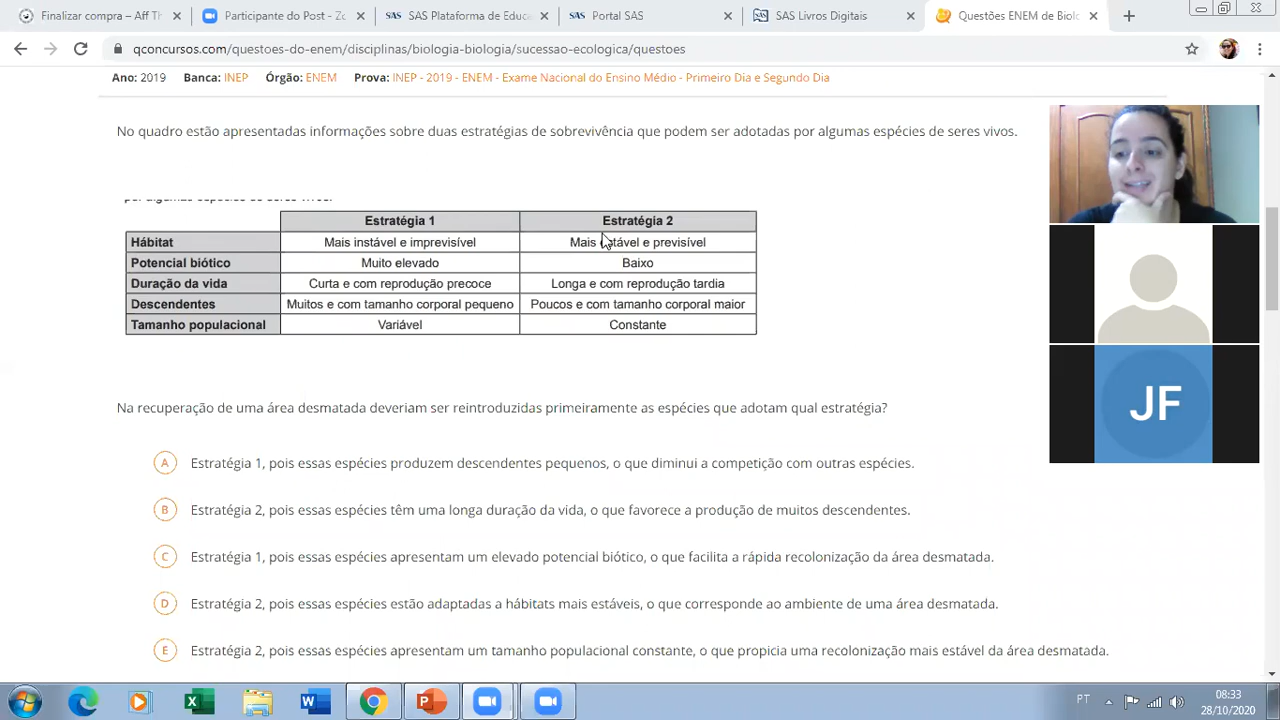 Finalizar compra – Aff Th
Participante do Post - Zo
SAS Plataforma de Educa
Portal SAS
SAS Livros Digitais
Questões ENEM de Biolo
qconcursos.com/questoes-do-enem/disciplinas/biologia-biologia/sucessao-ecologica/questoes
Ano: 2019 Banca: INEP Órgão: ENEM Prova: INEP - 2019 - ENEM - Exame Nacional do Ensino Médio - Primeiro Dia e Segundo Dia
No quadro estão apresentadas informações sobre duas estratégias de sobrevivência que podem ser adotadas por algumas espécies de seres vivos.
por algumas espécies de seres vivos.
Estratégia 1 Estratégia 2
Hábitat Mais instável e imprevisível Mais estável e previsível
Potencial biótico Muito elevado Baixo
Duração da vida Curta e com reprodução precoce Longa e com reprodução tardia
Descendentes Muitos e com tamanho corporal pequeno Poucos e com tamanho corporal maior
Tamanho populacional Variável Constante
JF
Na recuperação de uma área desmatada deveriam ser reintroduzidas primeiramente as espécies que adotam qual estratégia?
A Estratégia 1, pois essas espécies produzem descendentes pequenos, o que diminui a competição com outras espécies.
B Estratégia 2, pois essas espécies têm uma longa duração da vida, o que favorece a produção de muitos descendentes.
C Estratégia 1, pois essas espécies apresentam um elevado potencial biótico, o que facilita a rápida recolonização da área desmatada.
D Estratégia 2, pois essas espécies estão adaptadas a hábitats mais estáveis, o que corresponde ao ambiente de uma área desmatada.
E Estratégia 2, pois essas espécies apresentam um tamanho populacional constante, o que propicia uma recolonização mais estável da área desmatada.
PT
08:33
28/10/2020